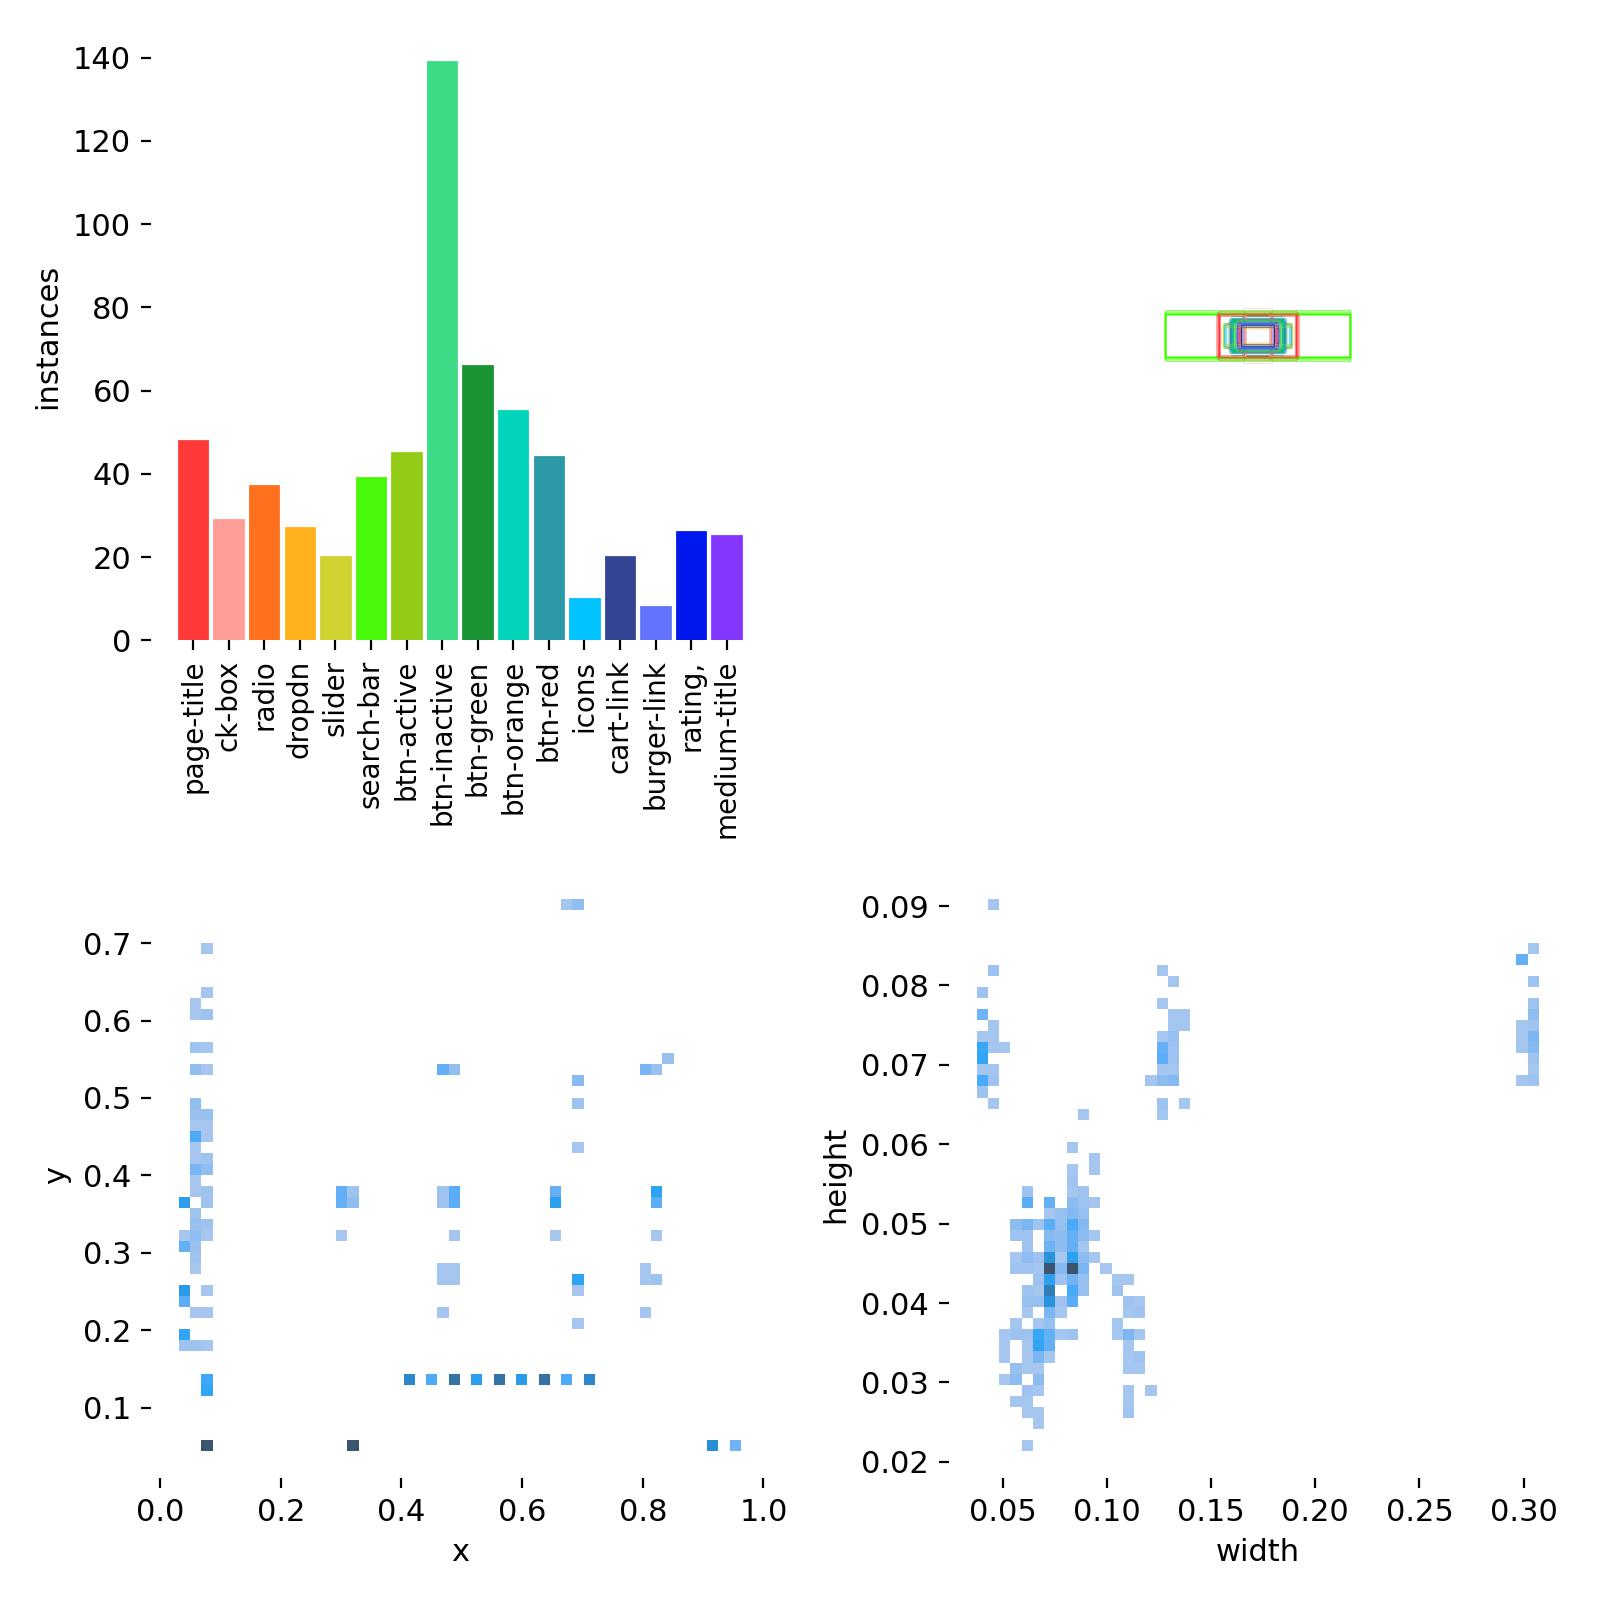 140
120
100
80
60
40
20
0
instances
page-title
ck-box
radio
dropdn
slider
search-bar
btn-active
btn-inactive
btn-green
btn-orange
btn-red
icons
cart-link
burger-link
rating,
medium-title
0.7
0.6
0.5
0.4
0.3
0.2
0.1
y
0.0 0.2 0.4 0.6 0.8 1.0
x
0.09
0.08
0.07
0.06
0.05
0.04
0.03
0.02
height
0.05 0.10 0.15 0.20 0.25 0.30
width